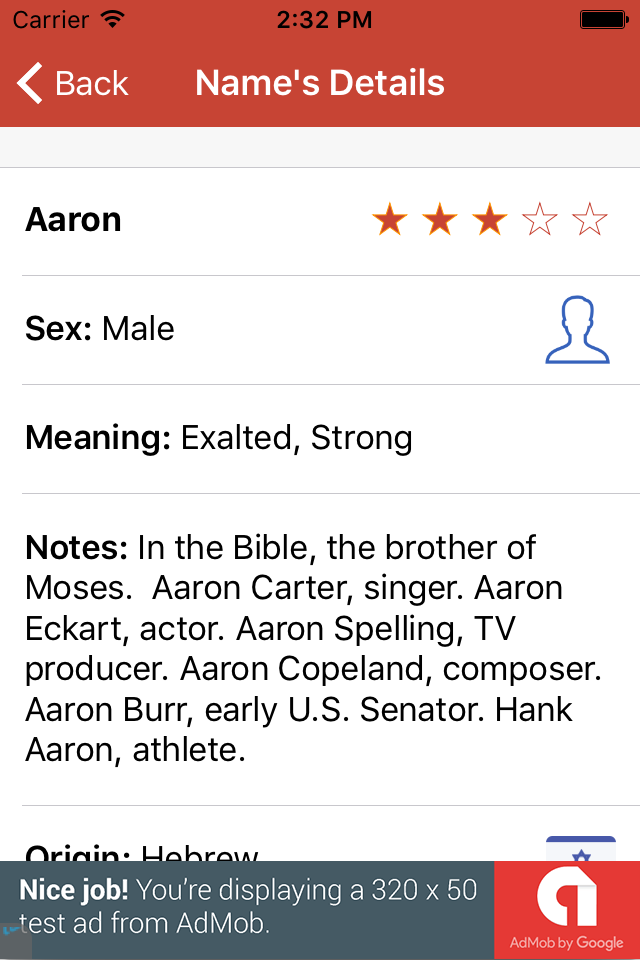 Carrier 2:32 PM
Back Name's Details
Aaron
Sex: Male
Meaning: Exalted, Strong
Notes: In the Bible, the brother of
Moses.  Aaron Carter, singer. Aaron
Eckart, actor. Aaron Spelling, TV
producer. Aaron Copeland, composer.
Aaron Burr, early U.S. Senator. Hank
Aaron, athlete.
Origin: Hebrew
Nice job! You're displaying a 320 x 50
test ad from AdMob.
AdMob by Google